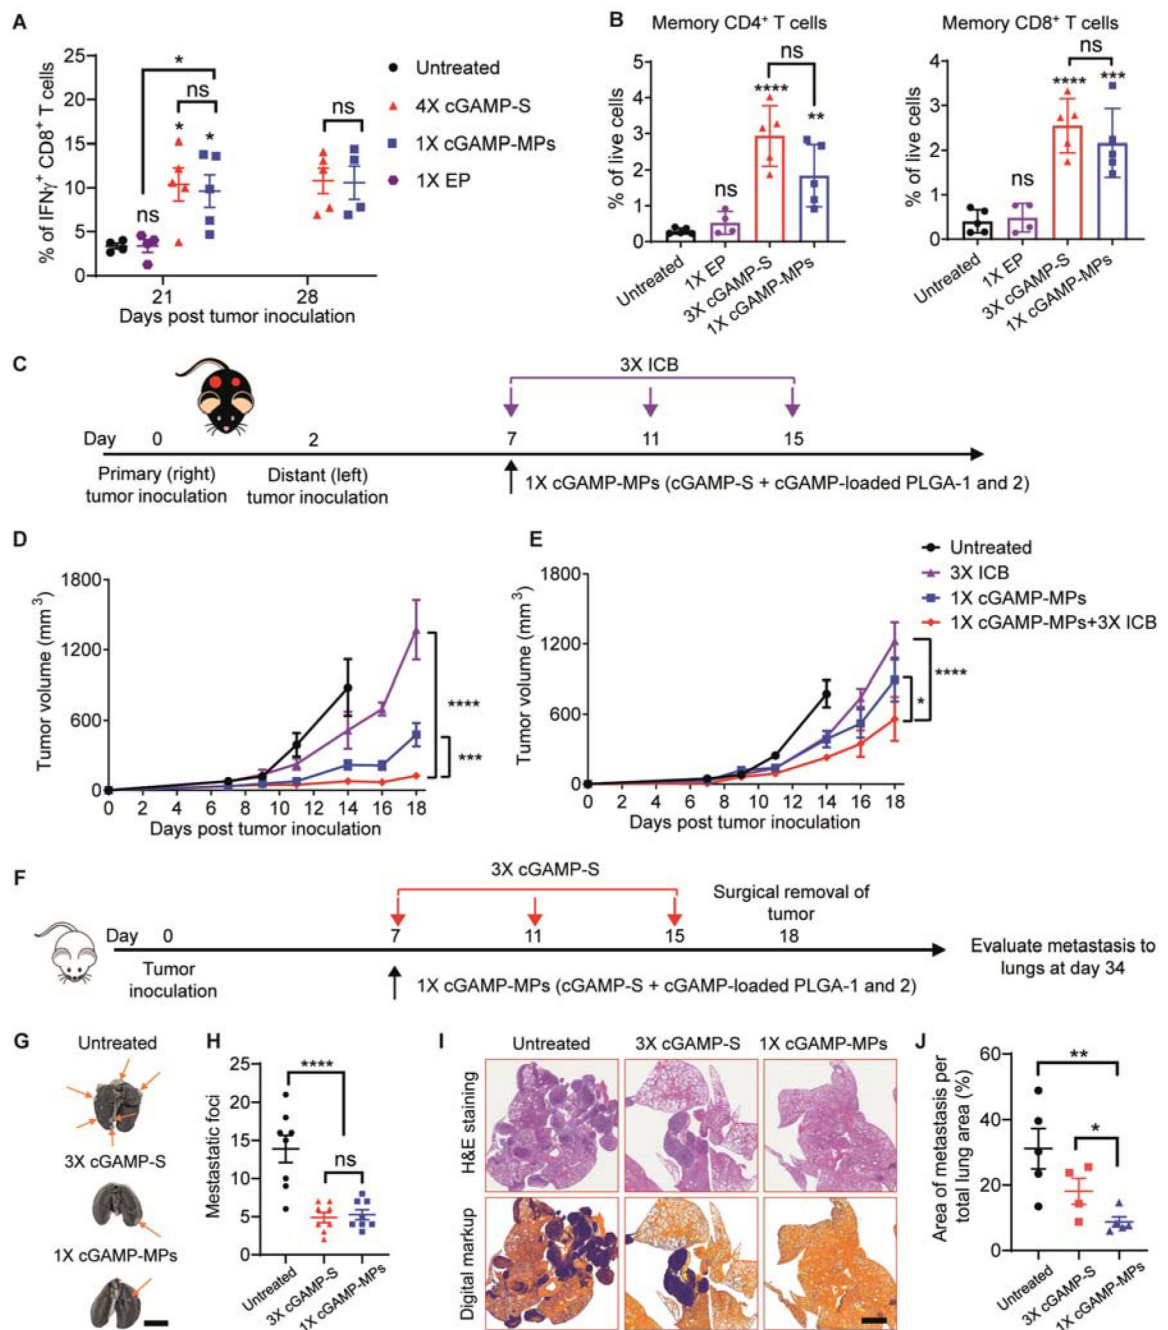 A
25
20
15
10
5
0
% of IFNγ+ CD8+ T cells
*
ns
*
*
ns
ns
21
28
Days post tumor inoculation
Untreated
4X cGAMP-S
1X cGAMP-MPs
1X EP
B
Memory CD4+ T cells
5
4
3
2
1
0
% of live cells
ns
****
**
ns
Untreated
1X EP
3X cGAMP-S
1X cGAMP-MPs
Memory CD8+ T cells
4
3
2
1
0
% of live cells
ns
****
***
ns
Untreated
1X EP
3X cGAMP-S
1X cGAMP-MPs
C
3X ICB
Day
0
2
7
11
15
Primary (right)
tumor inoculation
Distant (left)
tumor inoculation
1X cGAMP-MPs (cGAMP-S + cGAMP-loaded PLGA-1 and 2)
D
1800
1200
600
0
Tumor volume (mm3)
****
***
0 2 4 6 8 10 12 14 16 18
Days post tumor inoculation
E
1800
1200
600
0
Tumor volume (mm3)
Untreated
3X ICB
1X cGAMP-MPs
1X cGAMP-MPs+3X ICB
****
*
0 2 4 6 8 10 12 14 16 18
Days post tumor inoculation
F
3X cGAMP-S
Surgical removal of
tumor
Day
0
7
11
15
18
Tumor
inoculation
1X cGAMP-MPs (cGAMP-S + cGAMP-loaded PLGA-1 and 2)
Evaluate metastasis to
lungs at day 34
G
Untreated
3X cGAMP-S
1X cGAMP-MPs
H
25
20
15
10
5
0
Mestastatic foci
****
ns
Untreated
3X cGAMP-S
1X cGAMP-MPs
I
Untreated
3X cGAMP-S
1X cGAMP-MPs
H&E staining
Digital markup
J
60
40
20
0
Area of metastasis per
total lung area (%)
**
*
Untreated
3X cGAMP-S
1X cGAMP-MPs